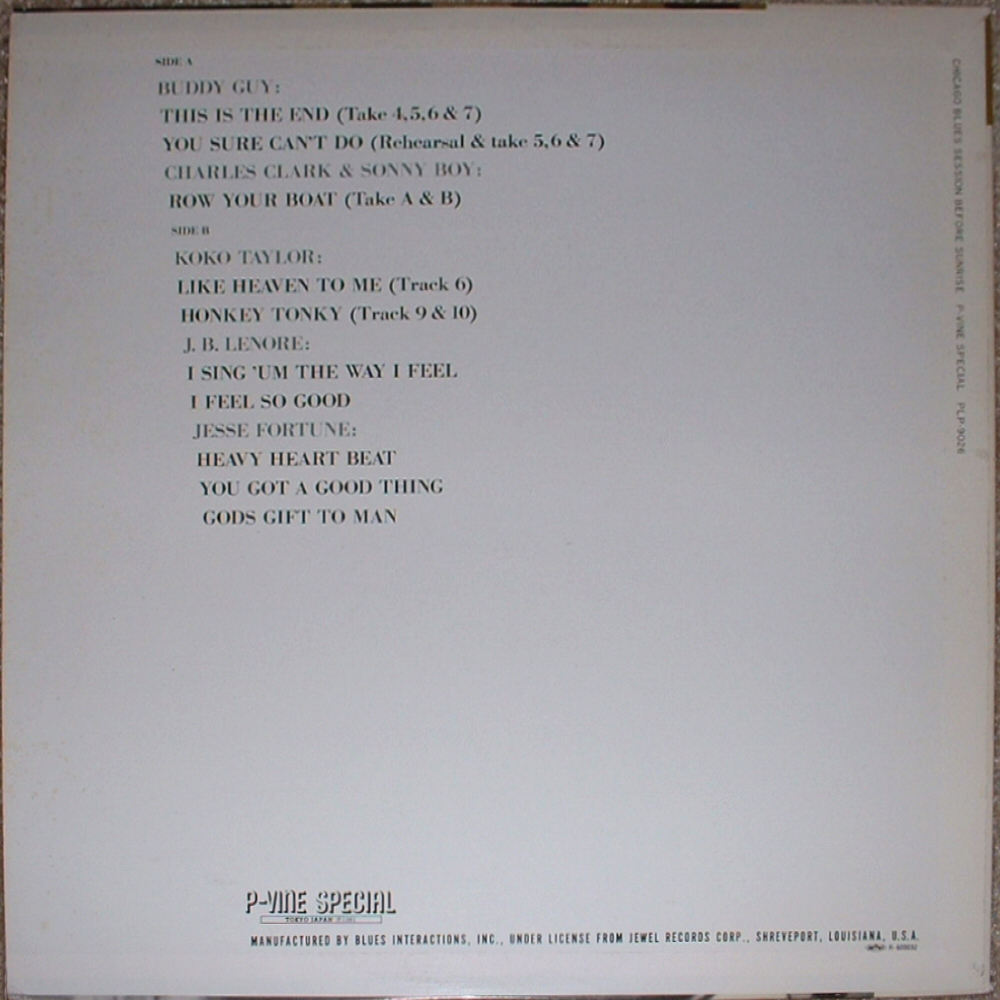 SIDE A
BUDDY GUY:
THIS IS THE END (Take 4,5,6 & 7)
YOU SURE CAN'T DO (Rehearsal & take 5,6 & 7)
CHARLES CLARK & SONNY BOY:
ROW YOUR BOAT (Take A & B)
SIDE B
KOKO TAYLOR:
LIKE HEAVEN TO ME (Track 6)
HONKEY TONKY (Track 9 & 10)
J. B. LENORE:
I SING 'UM THE WAY I FEEL
I FEEL SO GOOD
JESSE FORTUNE:
HEAVY HEART BEAT
YOU GOT A GOOD THING
GODS GIFT TO MAN
CHICAGO BLUES SESSION BEFORE SUNRISE P-VINE SPECIAL PLP-9026
P-VINE SPECIAL
TOKYO JAPAN
MANUFACTURED BY BLUES INTERACTIONS, INC., UNDER LICENSE FROM JEWEL RECORDS CORP., SHREVEPORT, LOUISIANA, U.S.A.